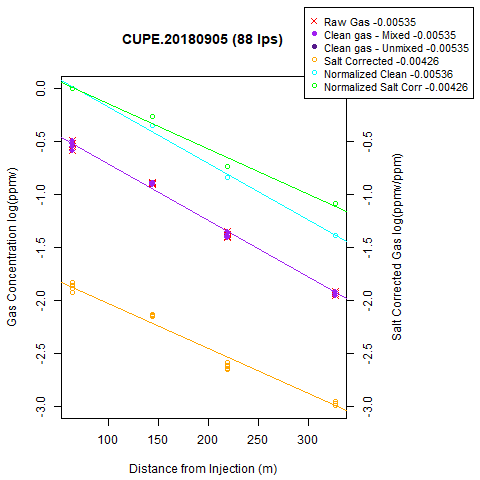 Raw Gas -0.00535
Clean gas - Mixed -0.00535
Clean gas - Unmixed -0.00535
Salt Corrected -0.00426
Normalized Clean -0.00536
Normalized Salt Corr -0.00426
CUPE.20180905 (88 lps)
Gas Concentration log(ppmv)
0.0
-0.5
-1.0
-1.5
-2.0
-2.5
-3.0
-0.5
-1.0
-1.5
-2.0
-2.5
-3.0
Salt Corrected Gas log(ppmv/ppm)
100 150 200 250 300
Distance from Injection (m)